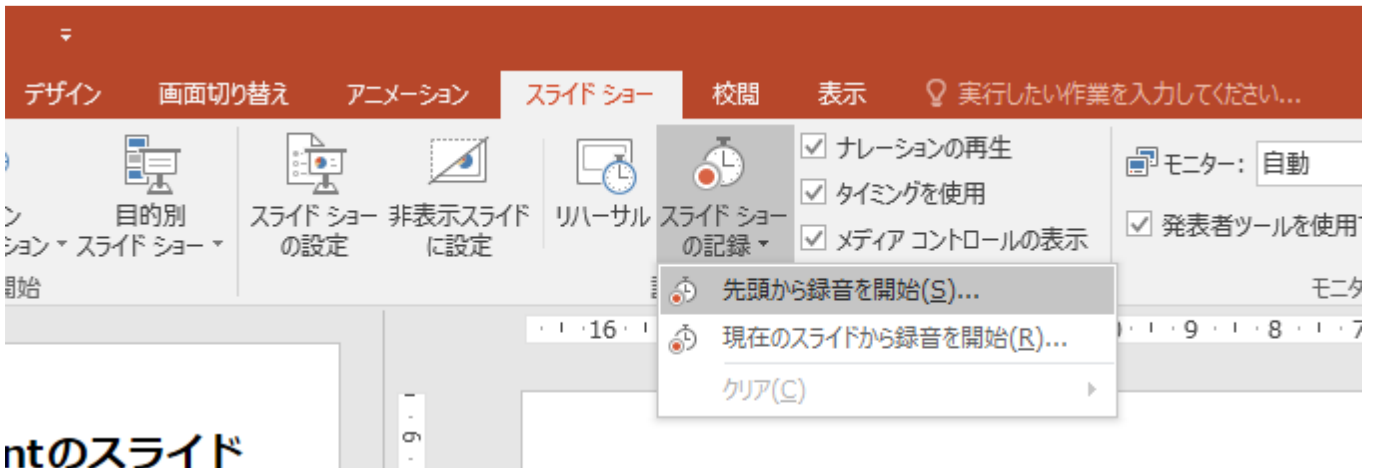 デザイン 画面切り替え アニメーション スライド ショー 校閲 表示 実行したい作業を入力してください...
目的別
スライド ショー
スライド ショー
の設定
非表示スライド
に設定
リハーサル
スライド ショー
の記録
ナレーションの再生
タイミングを使用
メディア コントロールの表示
モニター: 自動
発表者ツールを使用
ション
開始
先頭から録音を開始(S)...
現在のスライドから録音を開始(R)...
クリア(C)
16
9 8 7
6
ntのスライド